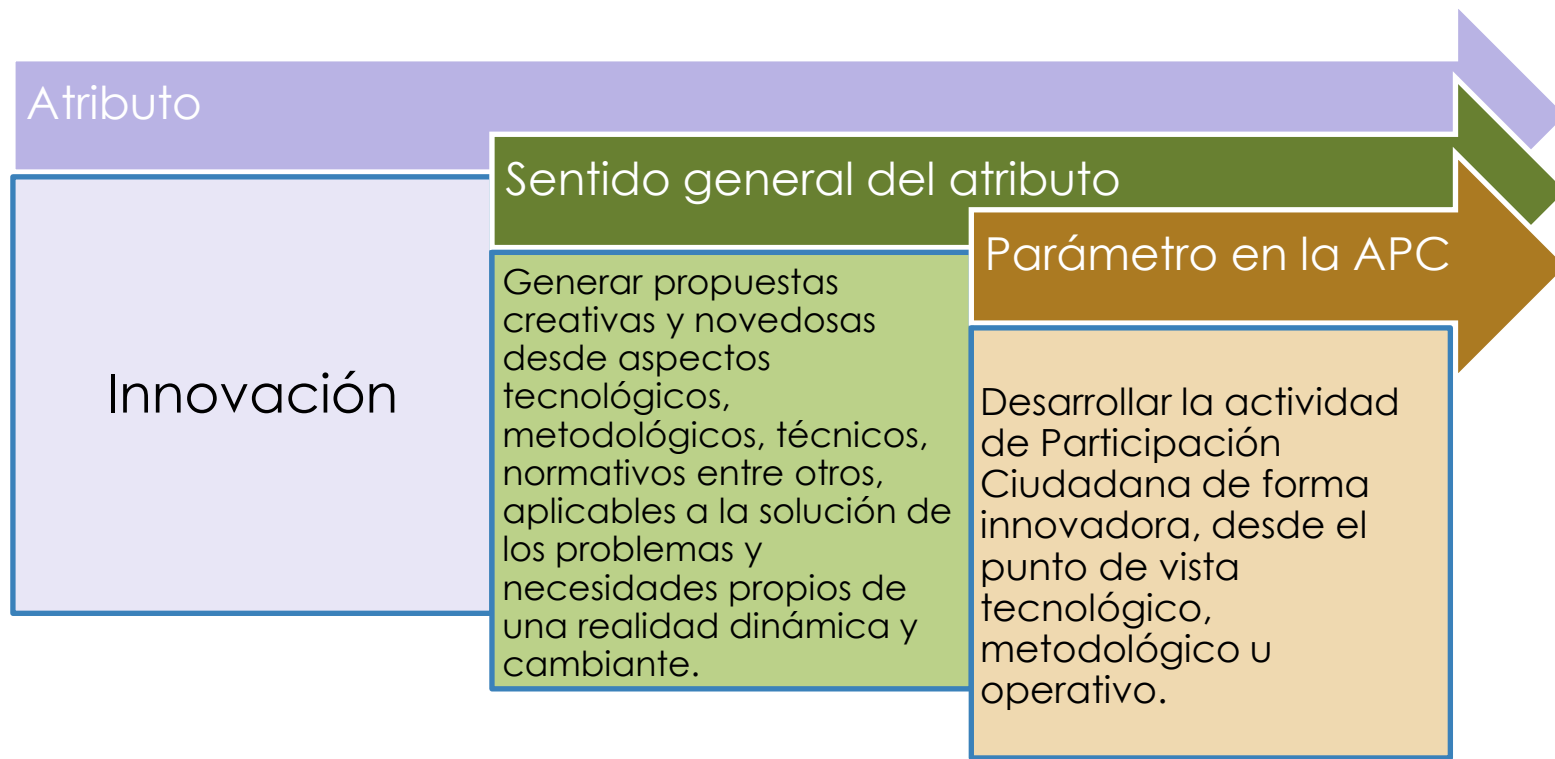 Atributo
Sentido general del atributo
Parámetro en la APC
Innovación
Generar propuestas
creativas y novedosas
desde aspectos
tecnológicos,
metodológicos, técnicos,
normativos entre otros,
aplicables a la solución de
los problemas y
necesidades propios de
una realidad dinámica y
cambiante.
Desarrollar la actividad
de Participación
Ciudadana de forma
innovadora, desde el
punto de vista
tecnológico,
metodológico u
operativo.